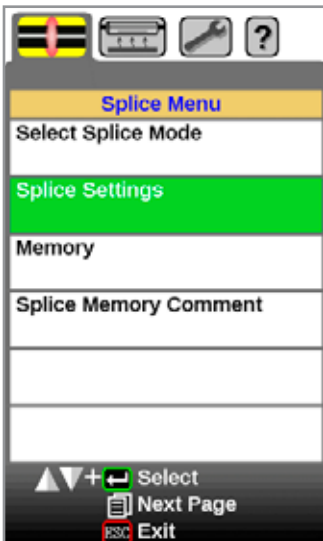 ?
Splice Menu
Select Splice Mode
Splice Settings
Memory
Splice Memory Comment
+ Select
Next Page
ESC Exit